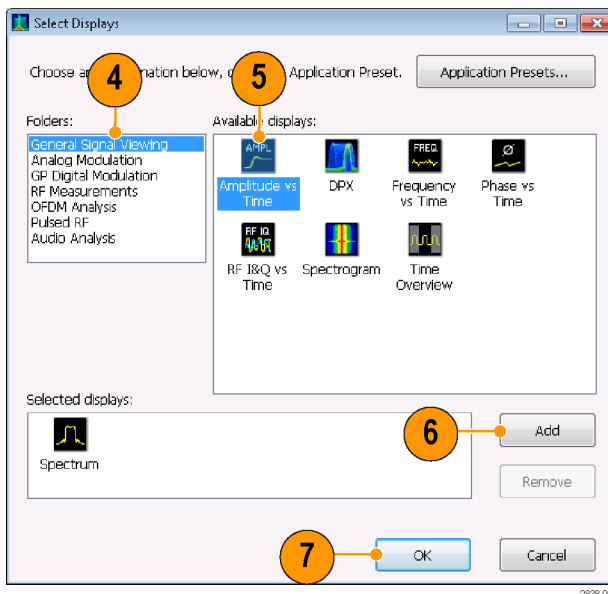 Select Displays
Choose an mation below, o Application Preset.
Application Presets...
4
5
Folders:
Available displays:
General Signal Viewing
Analog Modulation
GP Digital Modulation
RF Measurements
OFDM Analysis
Pulsed RF
Audio Analysis
AMPL
Amplitude vs
Time
DPX
FREQ
Frequency
vs Time
Ø
Phase vs
Time
RF IQ
RF I&Q vs
Time
Spectrogram
Time
Overview
Selected displays:
Spectrum
6
Add
Remove
7
OK
Cancel